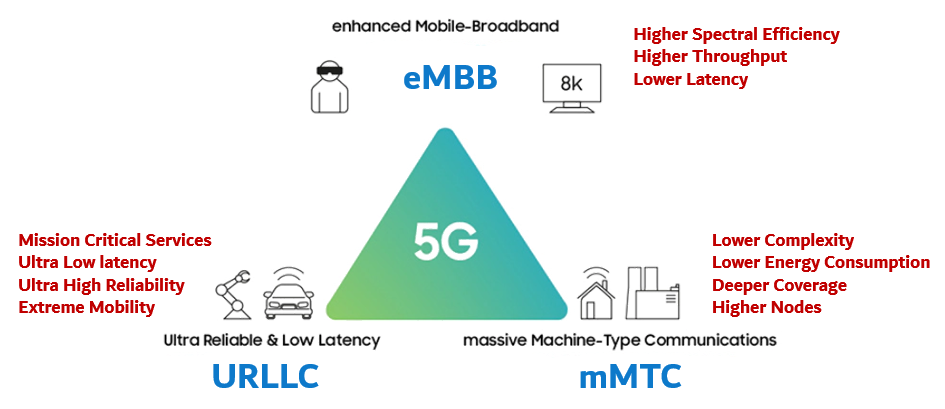 enhanced Mobile-Broadband
eMBB
8k
Higher Spectral Efficiency
Higher Throughput
Lower Latency
5G
Mission Critical Services
Ultra Low latency
Ultra High Reliability
Extreme Mobility
Lower Complexity
Lower Energy Consumption
Deeper Coverage
Higher Nodes
Ultra Reliable & Low Latency
URLLC
massive Machine-Type Communications
mMTC